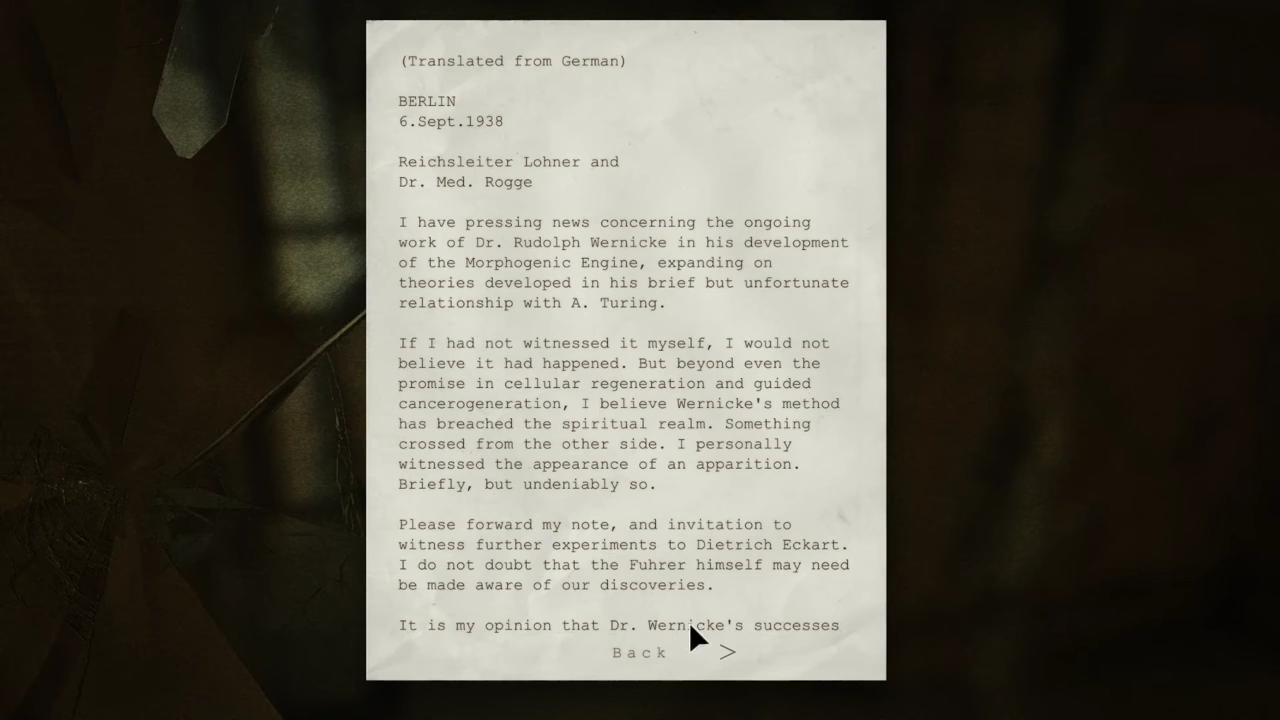 (Translated from German)
BERLIN
6.Sept.1938
Reichsleiter Lohner and
Dr. Med. Rogge
I have pressing news concerning the ongoing
work of Dr. Rudolph Wernicke in his development
of the Morphogenic Engine, expanding on
theories developed in his brief but unfortunate
relationship with A. Turing.
If I had not witnessed it myself, I would not
believe it had happened. But beyond even the
promise in cellular regeneration and guided
cancerogeneration, I believe Wernicke's method
has breached the spiritual realm. Something
crossed from the other side. I personally
witnessed the appearance of an apparition.
Briefly, but undeniably so.
Please forward my note, and invitation to
witness further experiments to Dietrich Eckart.
I do not doubt that the Fuhrer himself may need
be made aware of our discoveries.
It is my opinion that Dr. Wernicke's successes
Back >